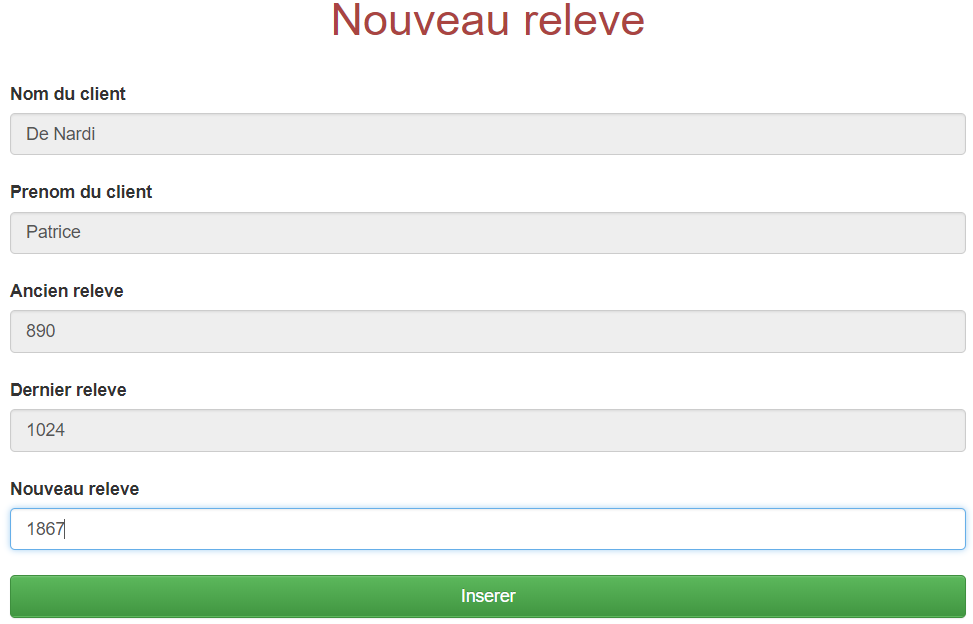 Nouveau releve
Nom du client
De Nardi
Prenom du client
Patrice
Ancien releve
890
Dernier releve
1024
Nouveau releve
1867
Inserer